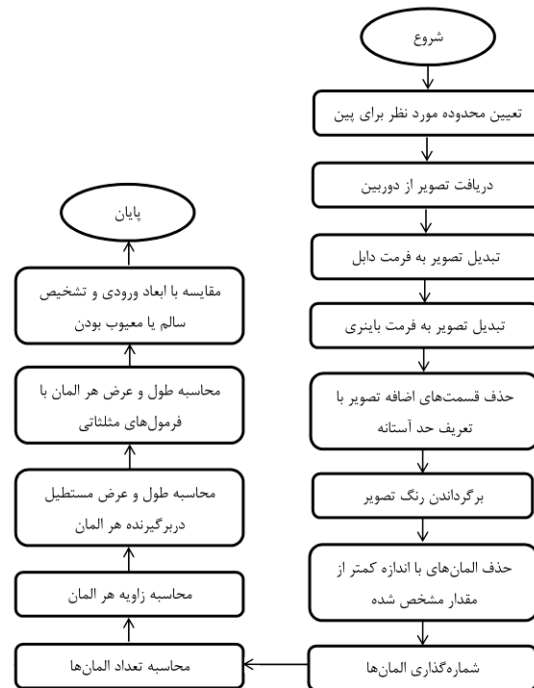 شروع
تعیین محدوده مورد نظر برای پین
دریافت تصویر از دوربین
تبدیل تصویر به فرمت دابل
تبدیل تصویر به فرمت باینری
حذف قسمت‌های اضافه تصویر با
تعریف حد آستانه
برگرداندن رنگ تصویر
حذف المان‌های با اندازه کمتر از
مقدار مشخص شده
شماره‌گذاری المان‌ها
محاسبه تعداد المان‌ها
محاسبه زاویه هر المان
محاسبه طول و عرض مستطیل
دربرگیرنده هر المان
محاسبه طول و عرض هر المان با
فرمول‌های مثلثاتی
مقایسه با ابعاد ورودی و تشخیص
سالم یا معیوب بودن
پایان